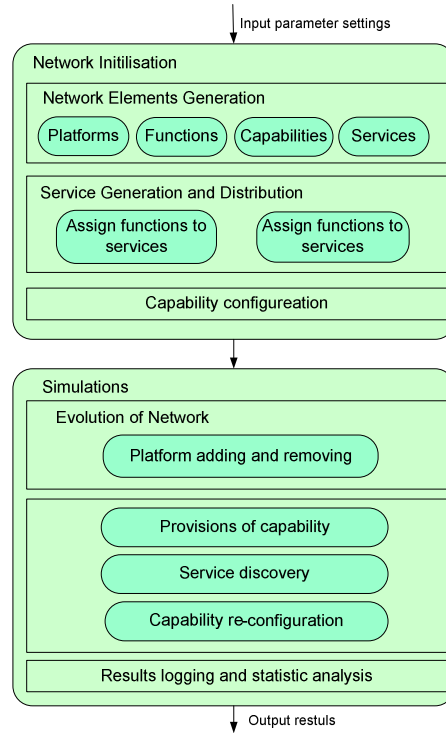 Input parameter settings
Network Initilisation
Network Elements Generation
Platforms
Functions
Capabilities
Services
Service Generation and Distribution
Assign functions to
services
Assign functions to
services
Capability configureation
Simulations
Evolution of Network
Platform adding and removing
Provisions of capability
Service discovery
Capability re-configuration
Results logging and statistic analysis
Output restuls